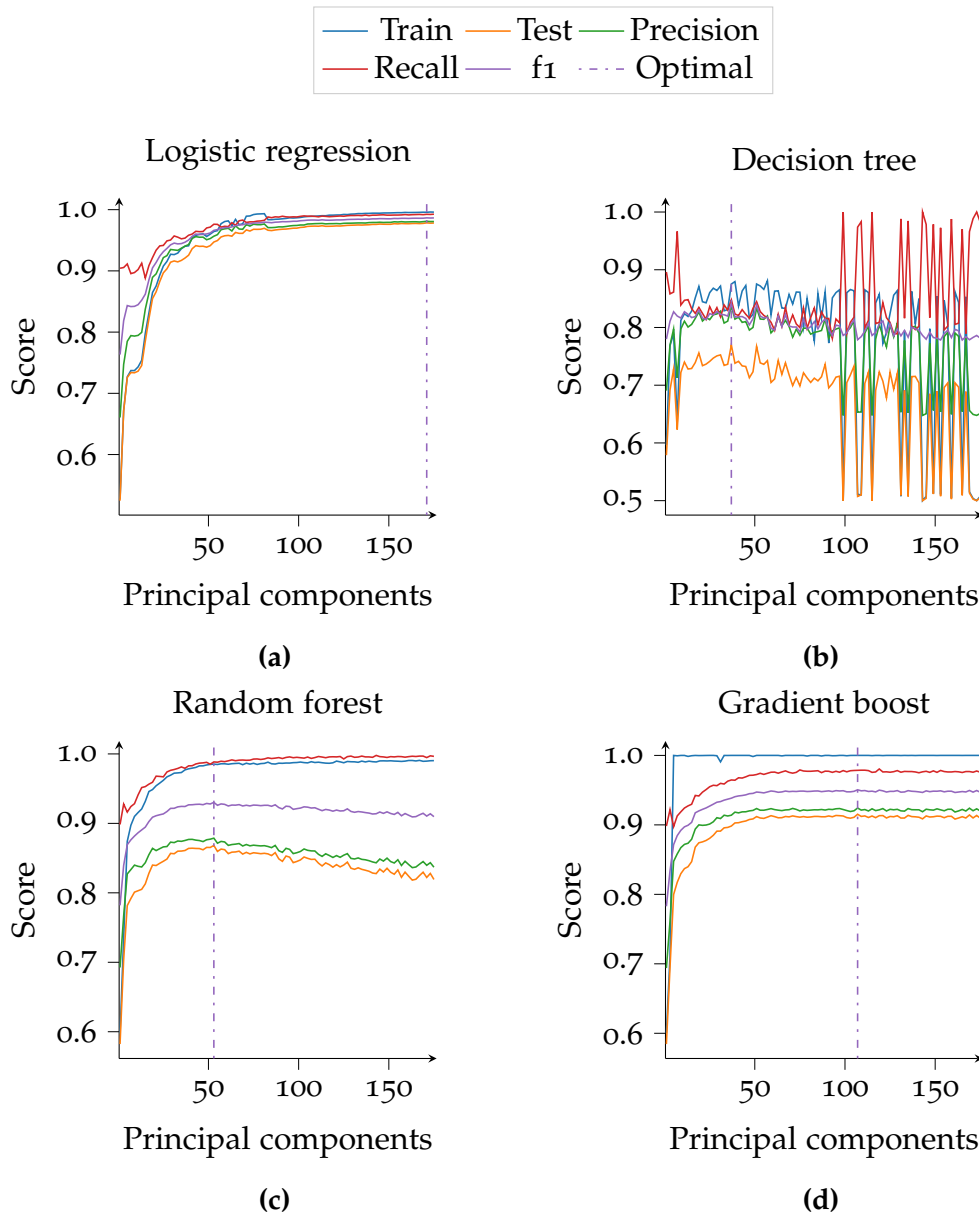 Train Test Precision
Recall f1 Optimal
Logistic regression
1.0
0.9
0.8
0.7
0.6
Score
50 100 150
Principal components
(a)
Decision tree
1.0
0.9
0.8
0.7
0.6
0.5
Score
50 100 150
Principal components
(b)
Random forest
1.0
0.9
0.8
0.7
0.6
Score
50 100 150
Principal components
(c)
Gradient boost
1.0
0.9
0.8
0.7
0.6
Score
50 100 150
Principal components
(d)